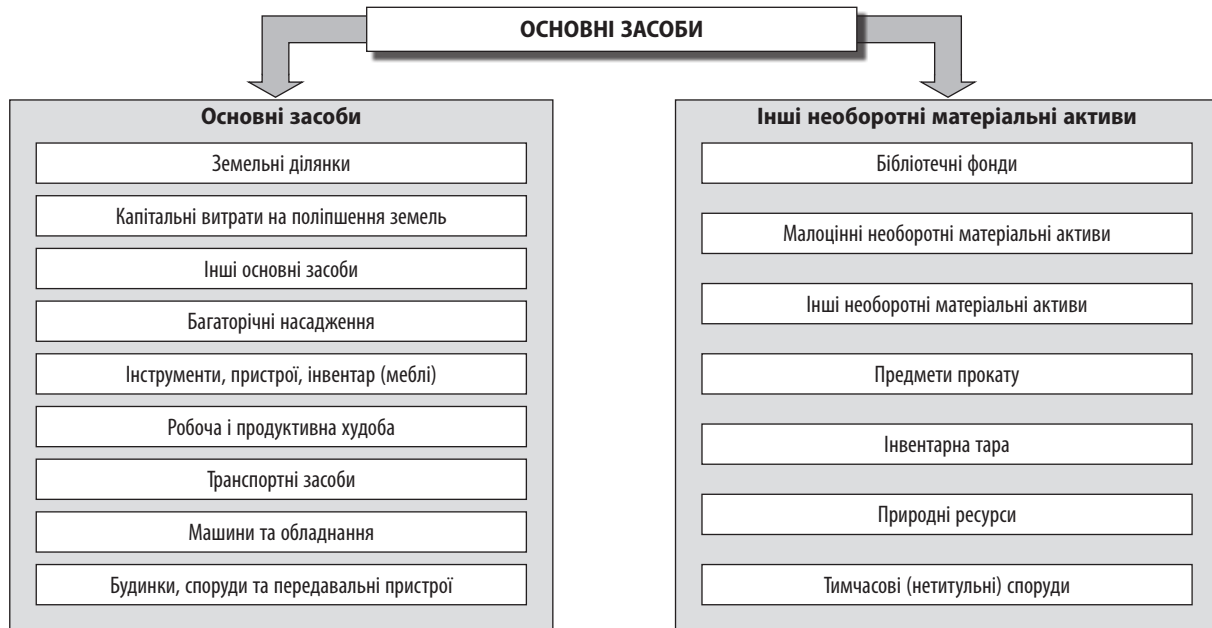 ОСНОВНІ ЗАСОБИ
Основні засоби
Земельні ділянки
Капітальні витрати на поліпшення земель
Інші основні засоби
Багаторічні насадження
Інструменти, пристрої, інвентар (меблі)
Робоча і продуктивна худоба
Транспортні засоби
Машини та обладнання
Будинки, споруди та передавальні пристрої
Інші необоротні матеріальні активи
Бібліотечні фонди
Малоцінні необоротні матеріальні активи
Інші необоротні матеріальні активи
Предмети прокату
Інвентарна тара
Природні ресурси
Тимчасові (нетитульні) споруди